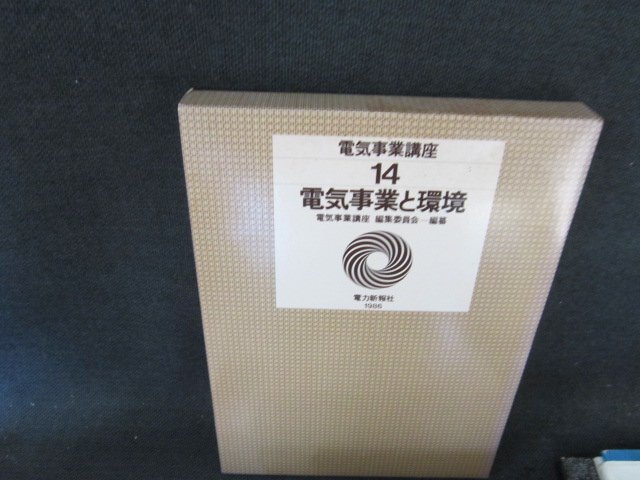 電気事業講座
14
電気事業と環境
電気事業講座 編集委員会─編纂
電力新報社
1986